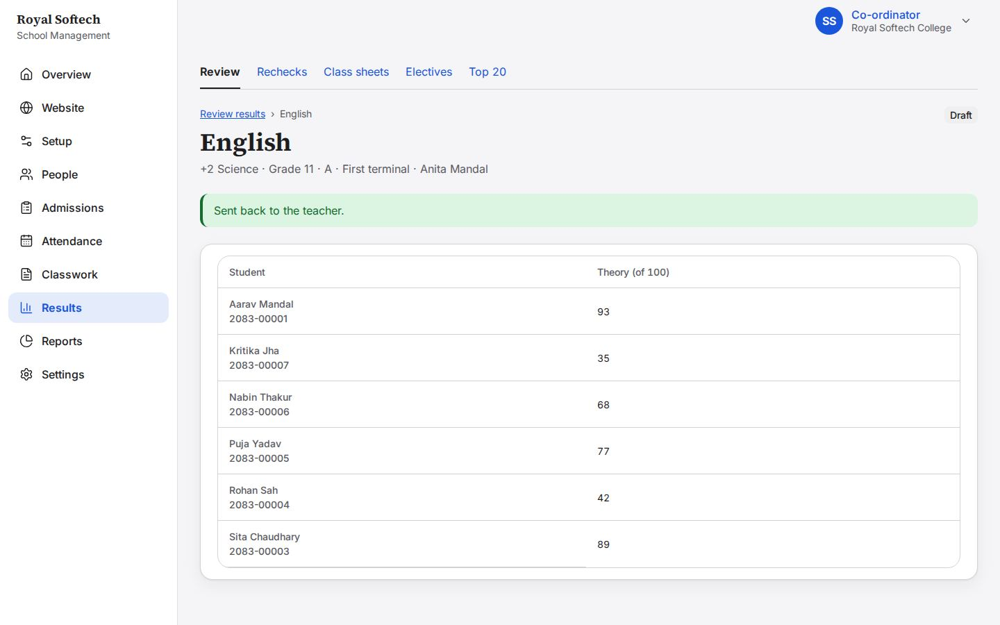 Royal Softech
School Management
Overview
Website
Setup
People
Admissions
Attendance
Classwork
Results
Reports
Settings
SS
Co-ordinator
Royal Softech College
Review
Rechecks
Class sheets
Electives
Top 20
Review results › English
Draft
English
+2 Science · Grade 11 · A · First terminal · Anita Mandal
Sent back to the teacher.
Student
Theory (of 100)
Aarav Mandal
2083-00001
93
Kritika Jha
2083-00007
35
Nabin Thakur
2083-00006
68
Puja Yadav
2083-00005
77
Rohan Sah
2083-00004
42
Sita Chaudhary
2083-00003
89